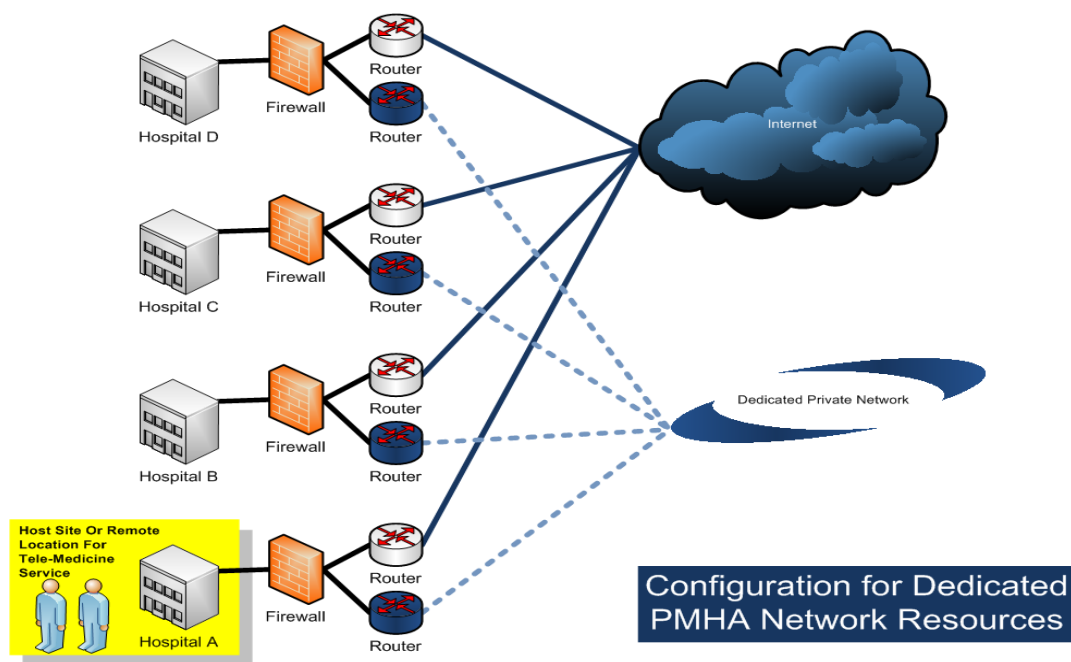 Router
Firewall
Router
Hospital D
Internet
Router
Firewall
Router
Hospital C
Dedicated Private Network
Router
Firewall
Router
Hospital B
Host Site Or Remote
Location For
Tele-Medicine
Service
Router
Firewall
Router
Hospital A
Configuration for Dedicated
PMHA Network Resources